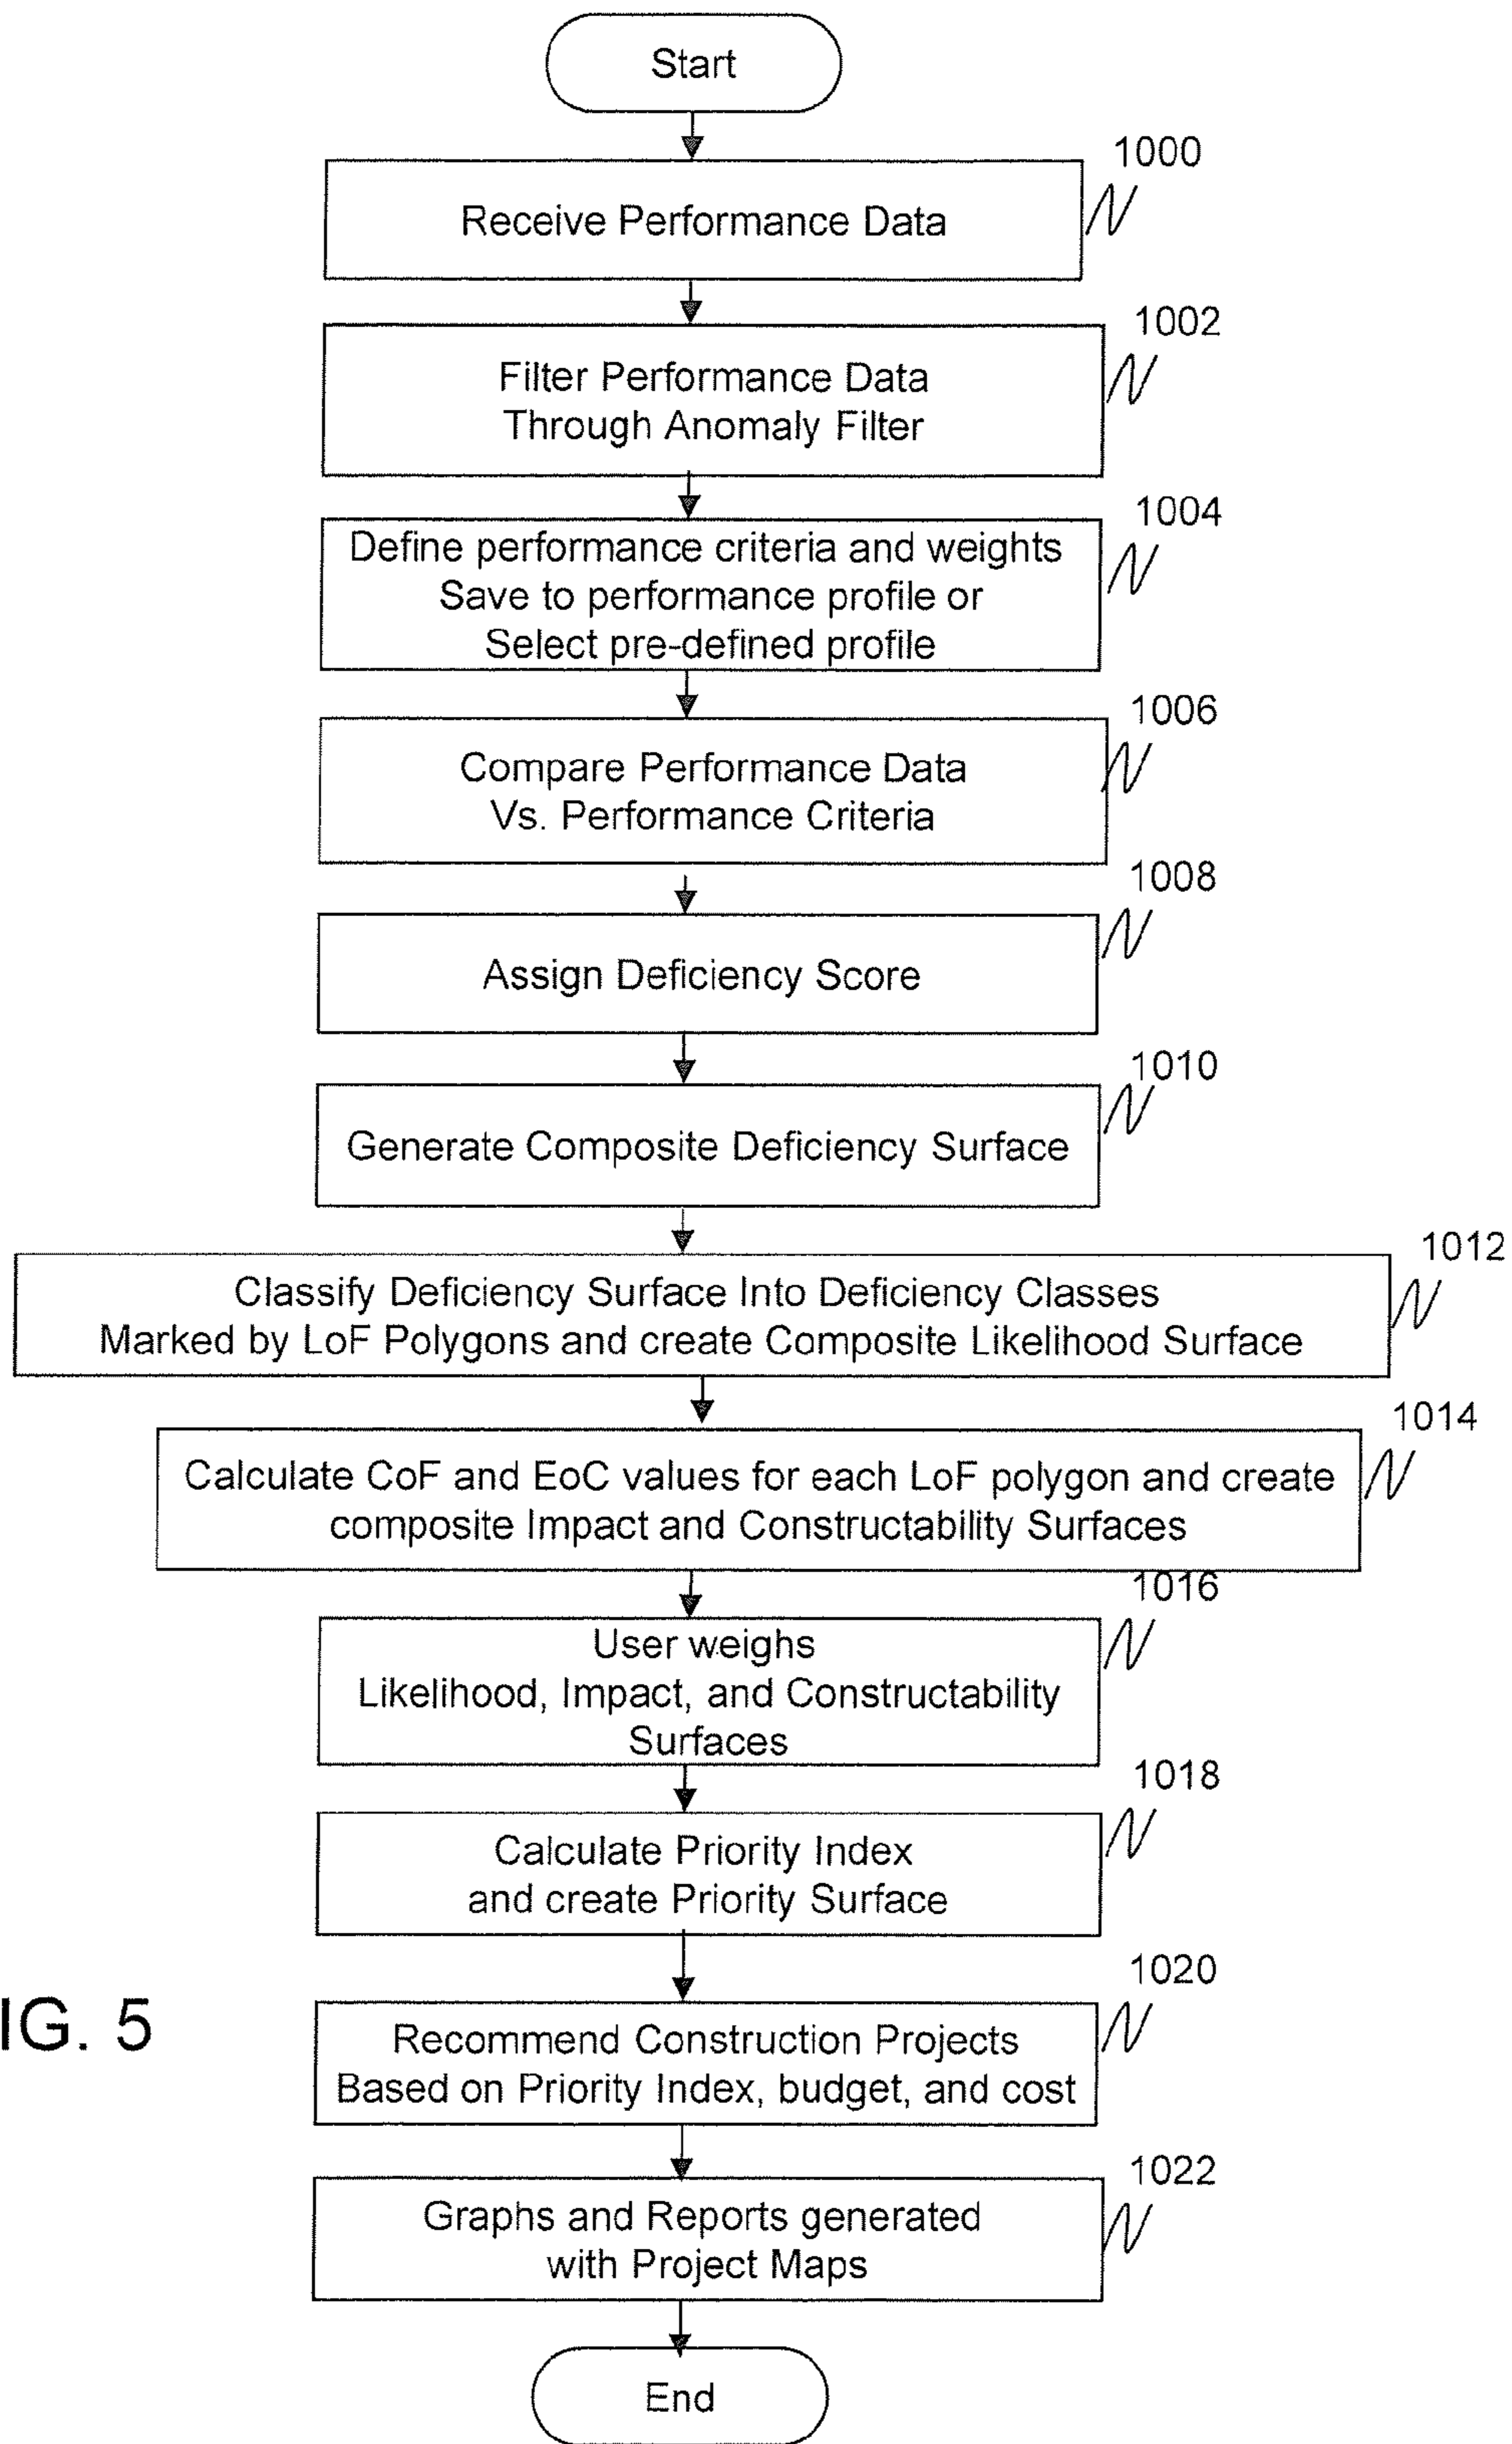 Start
1000
Receive Performance Data
1002
Filter Performance Data
Through Anomaly Filter
1004
Define performance criteria and weights
Save to performance profile or
Select pre-defined profile
1006
Compare Performance Data
Vs. Performance Criteria
1008
Assign Deficiency Score
1010
Generate Composite Deficiency Surface
1012
Classify Deficiency Surface Into Deficiency Classes
Marked by LoF Polygons and create Composite Likelihood Surface
1014
Calculate CoF and EoC values for each LoF polygon and create
composite Impact and Constructability Surfaces
1016
User weighs
Likelihood, Impact, and Constructability
Surfaces
1018
Calculate Priority Index
and create Priority Surface
1020
Recommend Construction Projects
Based on Priority Index, budget, and cost
IG. 5
1022
Graphs and Reports generated
with Project Maps
End